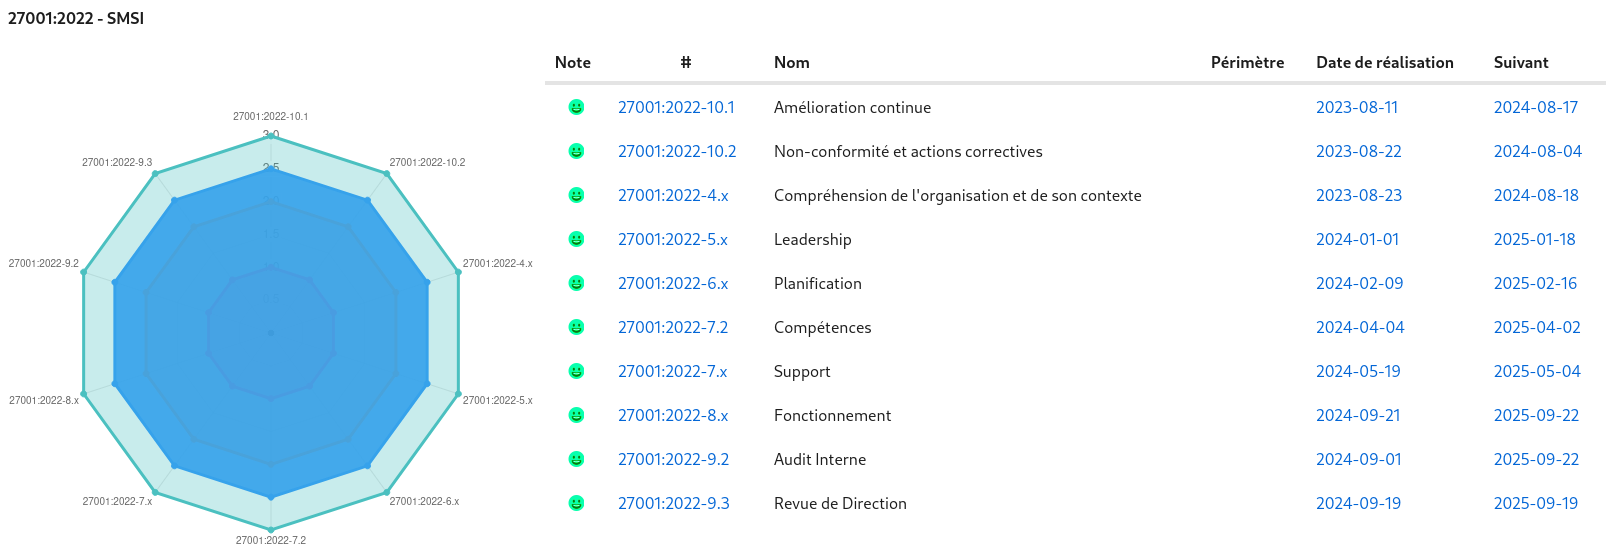 27001:2022 - SMSI
27001:2022-10.1
3.0
27001:2022-9.3
27001:2022-10.2
2.5
2.0
1.5
27001:2022-9.2
27001:2022-4.x
27001:2022-8.x
27001:2022-5.x
27001:2022-7.x
27001:2022-6.x
27001:2022-7.2
Note # Nom Périmètre Date de réalisation Suivant
27001:2022-10.1 Amélioration continue 2023-08-11 2024-08-17
27001:2022-10.2 Non-conformité et actions correctives 2023-08-22 2024-08-04
27001:2022-4.x Compréhension de l'organisation et de son contexte 2023-08-23 2024-08-18
27001:2022-5.x Leadership 2024-01-01 2025-01-18
27001:2022-6.x Planification 2024-02-09 2025-02-16
27001:2022-7.2 Compétences 2024-04-04 2025-04-02
27001:2022-7.x Support 2024-05-19 2025-05-04
27001:2022-8.x Fonctionnement 2024-09-21 2025-09-22
27001:2022-9.2 Audit Interne 2024-09-01 2025-09-22
27001:2022-9.3 Revue de Direction 2024-09-19 2025-09-19